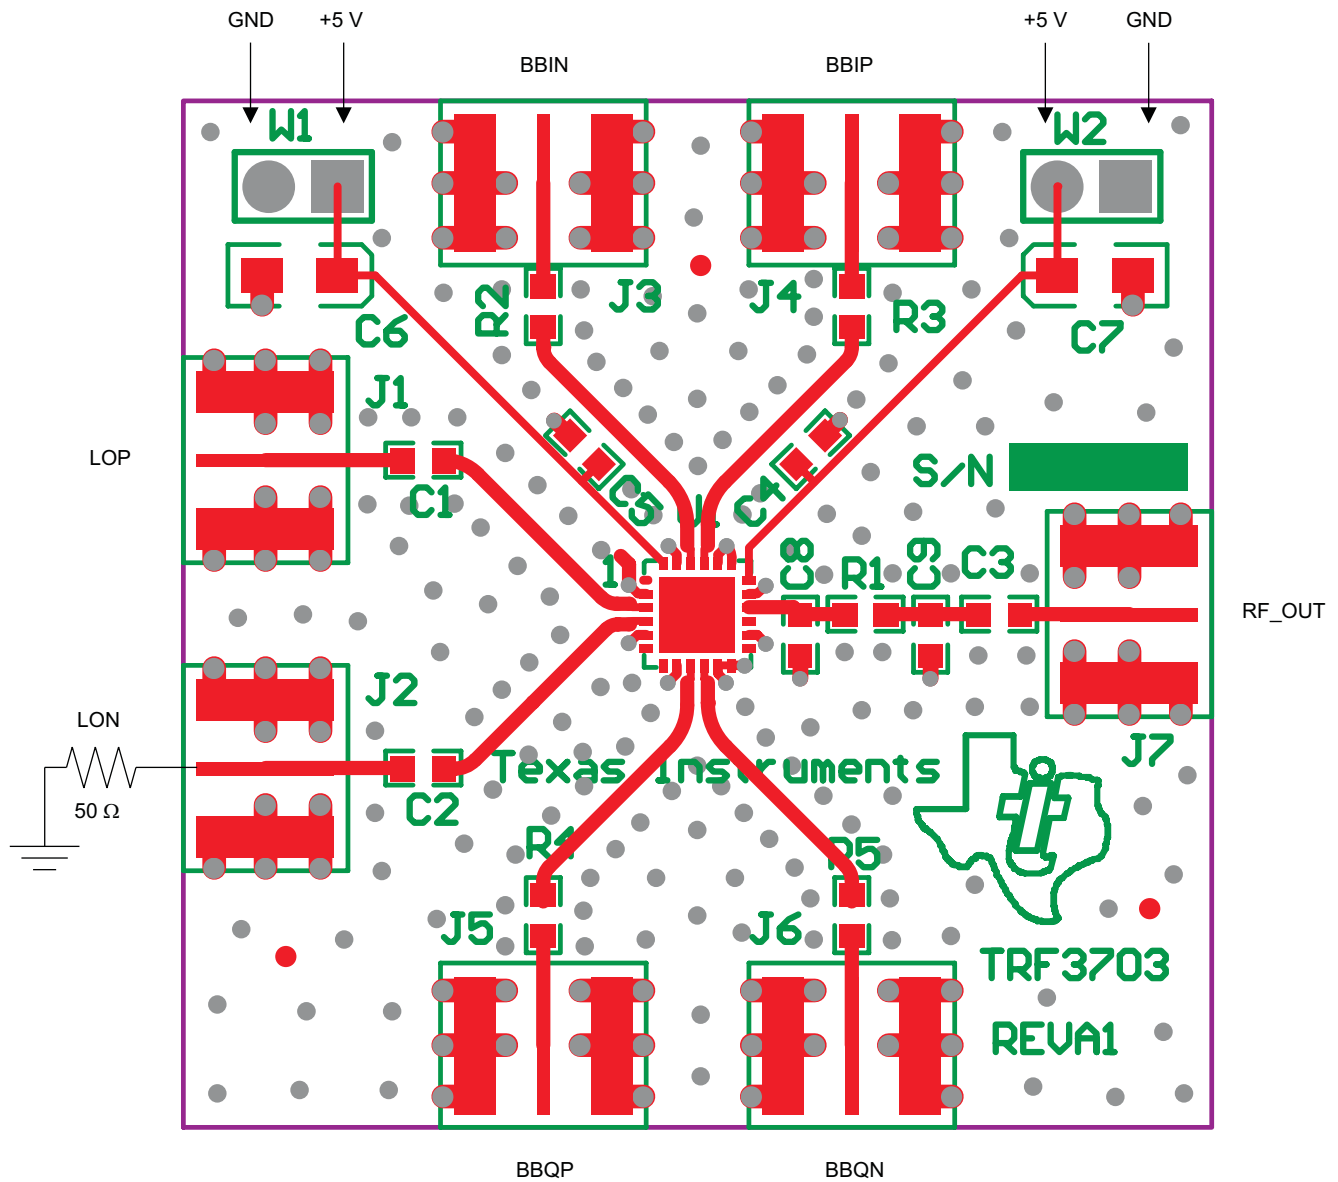 GND +5 V +5 V GND
BBIN BBIP
W1 W2
J3 J4
R2 R3
C6 C7
J1
LOP
S/N
C1 C5 C4
1 C8 R1 C9 C3
RF_OUT
J2
LON
J7
Texas Instruments
50 Ω
C2
R4 R5
J5 J6
TRF3703
REVA1
BBQP BBQN